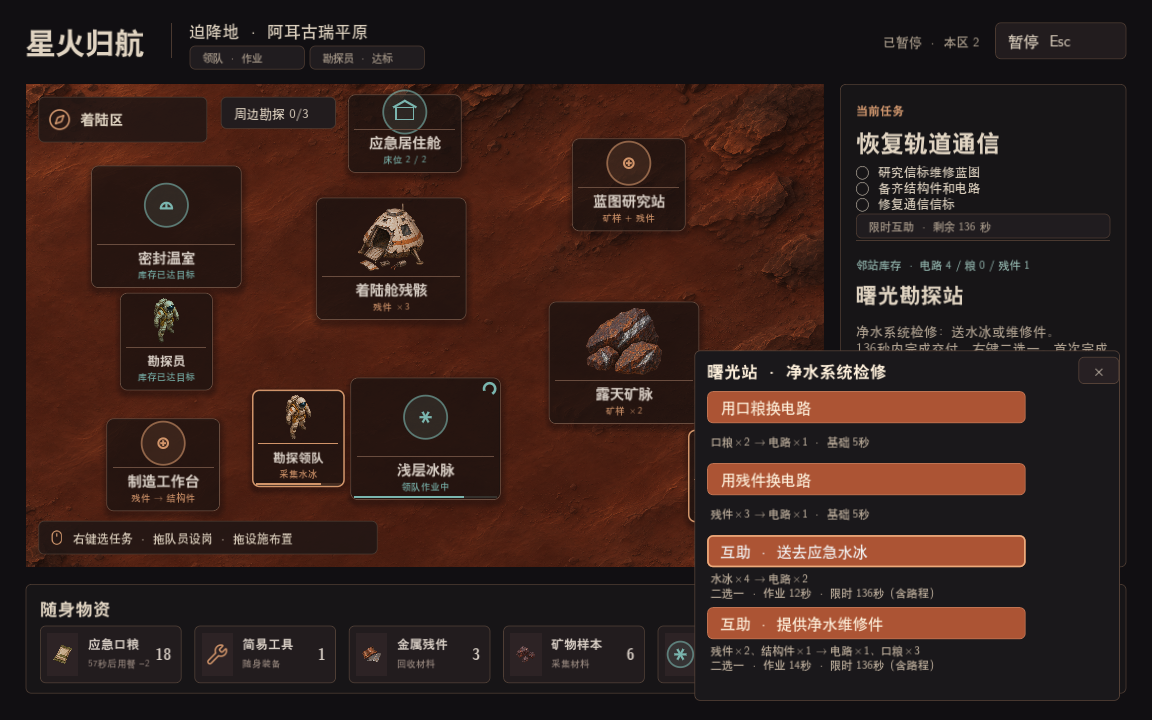 星火归航
迫降地 · 阿耳古瑞平原
领队 · 作业
勘探员 · 达标
已暂停 · 本区 2
暂停 Esc
着陆区
周边勘探 0/3
应急居住舱
床位 2 / 2
蓝图研究站
矿样 + 残件
密封温室
库存已达目标
着陆舱残骸
残件 ×3
勘探员
库存已达目标
露天矿脉
矿样 ×2
制造工作台
残件 → 结构件
勘探领队
采集水冰
浅层冰脉
领队作业中
右键选任务 · 拖队员设岗 · 拖设施布置
当前任务
恢复轨道通信
研究信标维修蓝图
备齐结构件和电路
修复通信信标
限时互助 · 剩余 136 秒
邻站库存 · 电路 4 / 粮 0 / 残件 1
曙光勘探站
净水系统检修：送水冰或维修件。
136秒内完成交付，右键二选一，首次完成
曙光站 · 净水系统检修
×
用口粮换电路
口粮×2 → 电路×1 · 基础 5秒
用残件换电路
残件×3 → 电路×1 · 基础 5秒
互助 · 送去应急水冰
水冰×4 → 电路×2
二选一 · 作业 12秒 · 限时 136秒（含路程）
互助 · 提供净水维修件
残件×2、结构件×1 → 电路×1、口粮×3
二选一 · 作业 14秒 · 限时 136秒（含路程）
随身物资
应急口粮
57秒后用餐 −2
18
简易工具
随身装备
1
金属残件
回收材料
3
矿物样本
采集材料
6